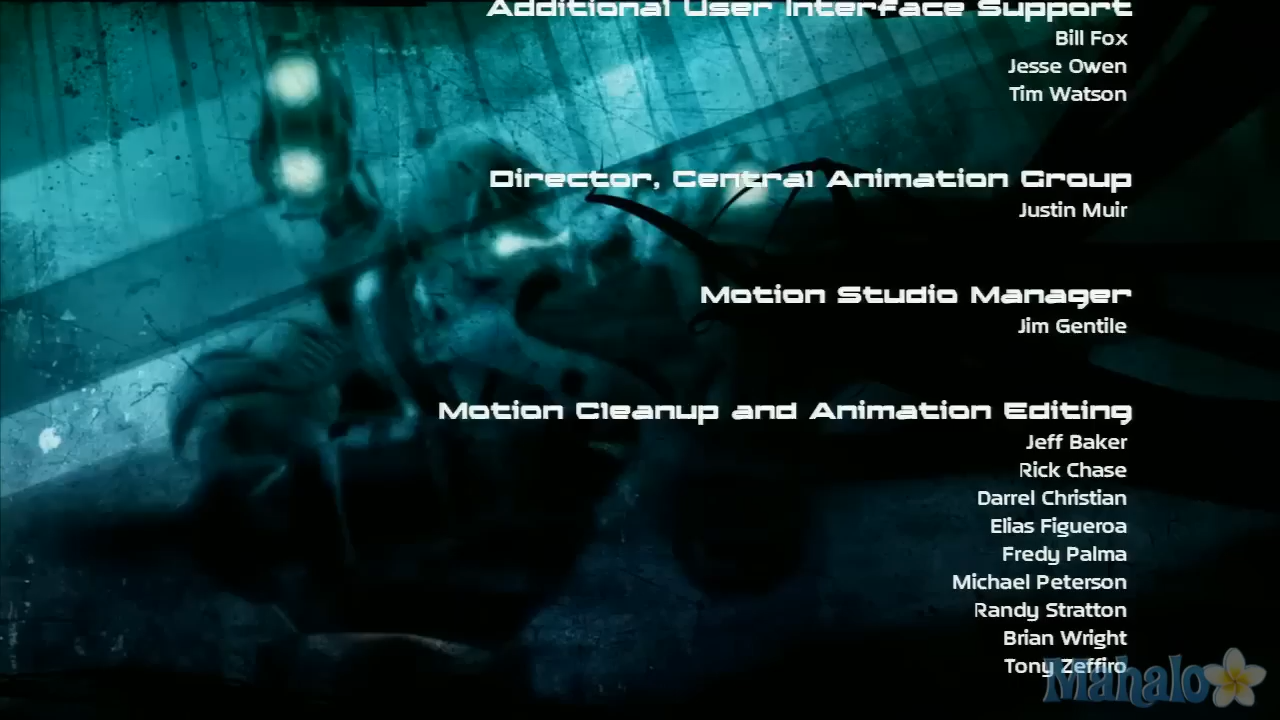 Additional User Interface Support
Bill Fox
Jesse Owen
Tim Watson
Director, Central Animation Group
Justin Muir
Motion Studio Manager
Jim Gentile
Motion Cleanup and Animation Editing
Jeff Baker
Rick Chase
Darrel Christian
Elias Figueroa
Fredy Palma
Michael Peterson
Randy Stratton
Brian Wright
Tony Zeffiro
Mahalo